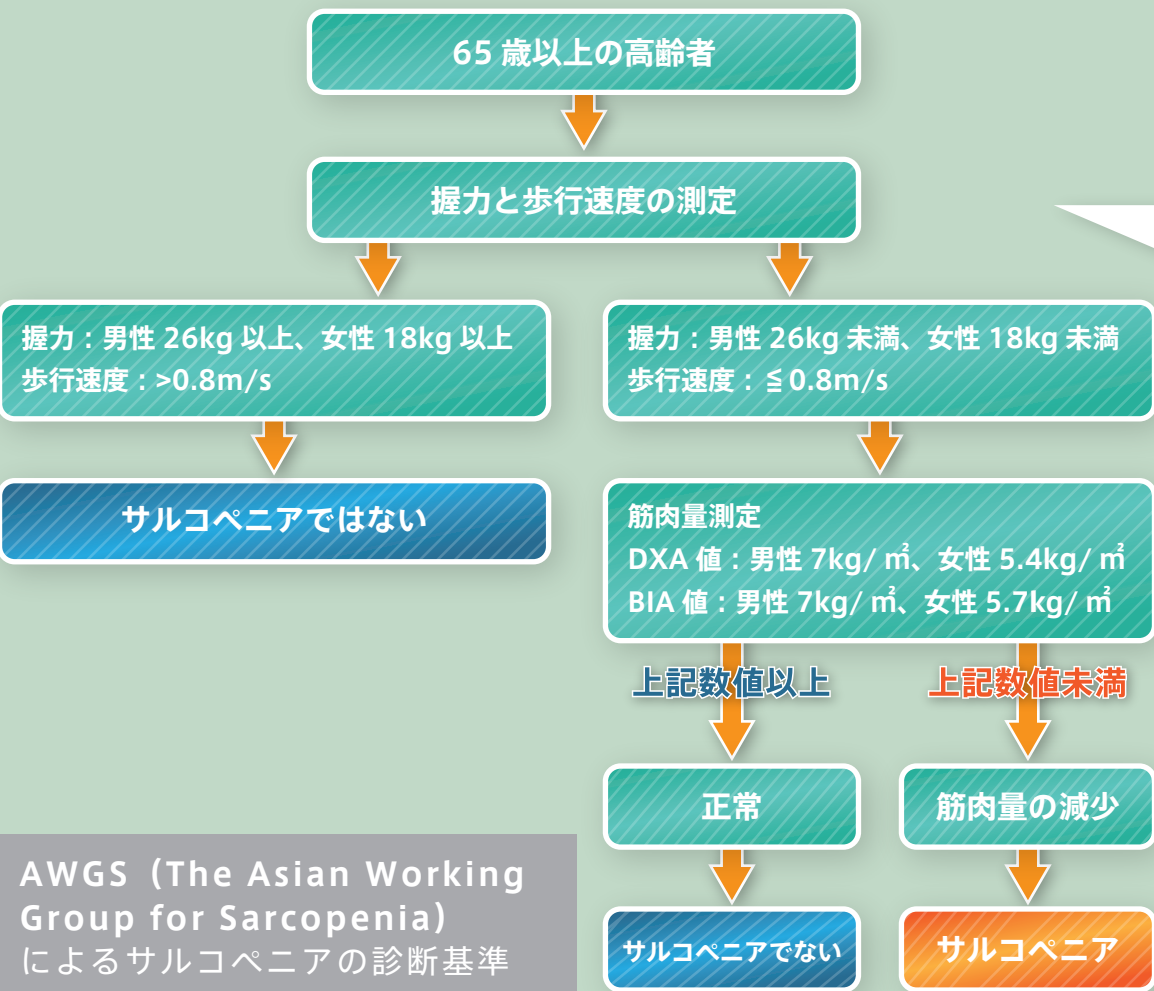 65 歳以上の高齢者
握力と歩行速度の測定
握力：男性 26kg 以上、女性 18kg 以上
歩行速度：>0.8m/s
握力：男性 26kg 未満、女性 18kg 未満
歩行速度：≦0.8m/s
サルコペニアではない
筋肉量測定
DXA 値：男性 7kg/ ㎡、女性 5.4kg/ ㎡
BIA 値：男性 7kg/ ㎡、女性 5.7kg/ ㎡
上記数値以上
上記数値未満
正常
筋肉量の減少
サルコペニアでない
サルコペニア
AWGS（The Asian Working
Group for Sarcopenia）
によるサルコペニアの診断基準